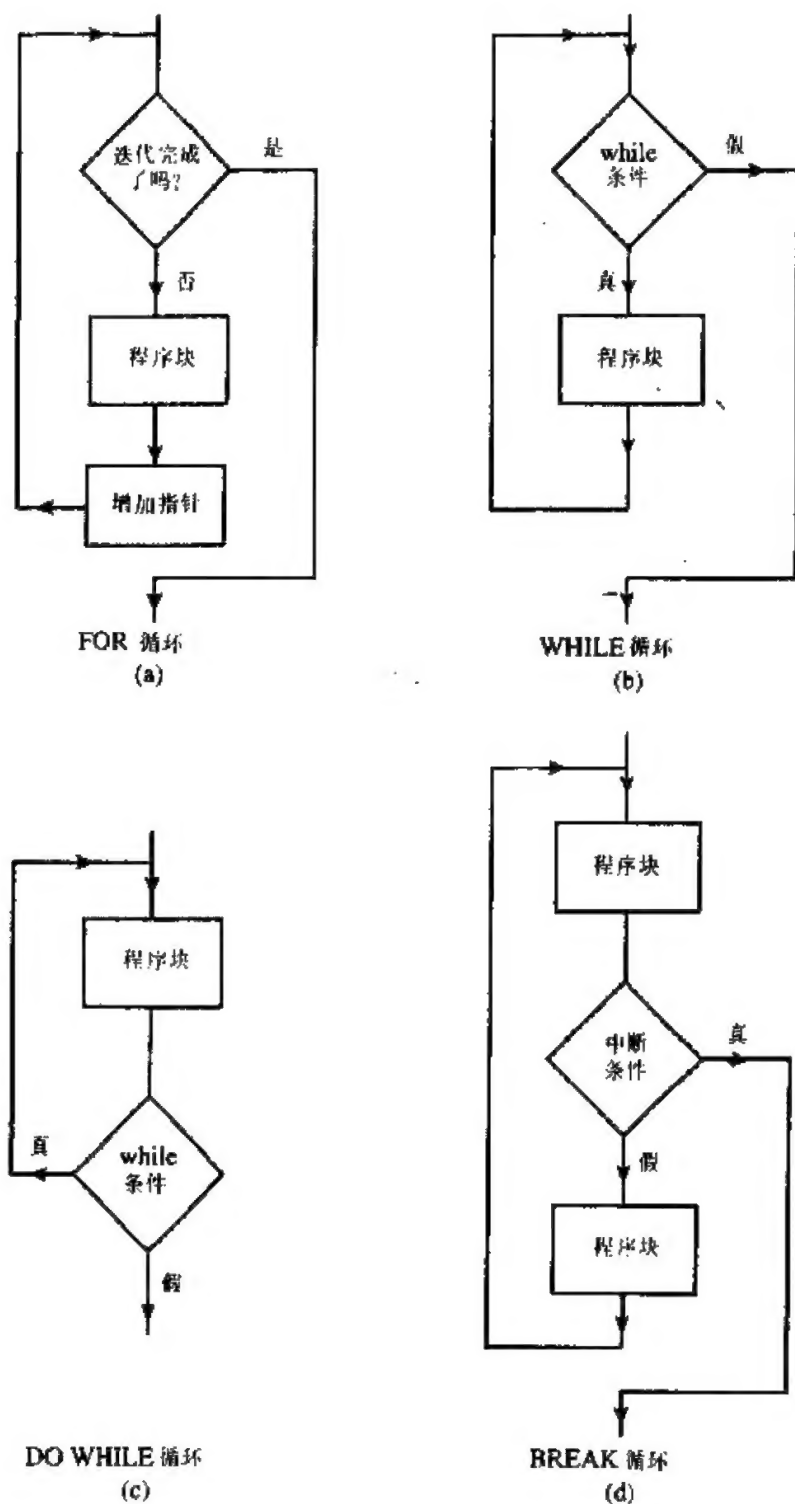 迭代完成
了吗?
是
否
程序块
增加指针
FOR 循环
(a)
while
条件
假
真
程序块
WHILE 循环
(b)
程序块
真
while
条件
假
DO WHILE 循环
(c)
程序块
中断
条件
真
假
程序块
BREAK 循环
(d)